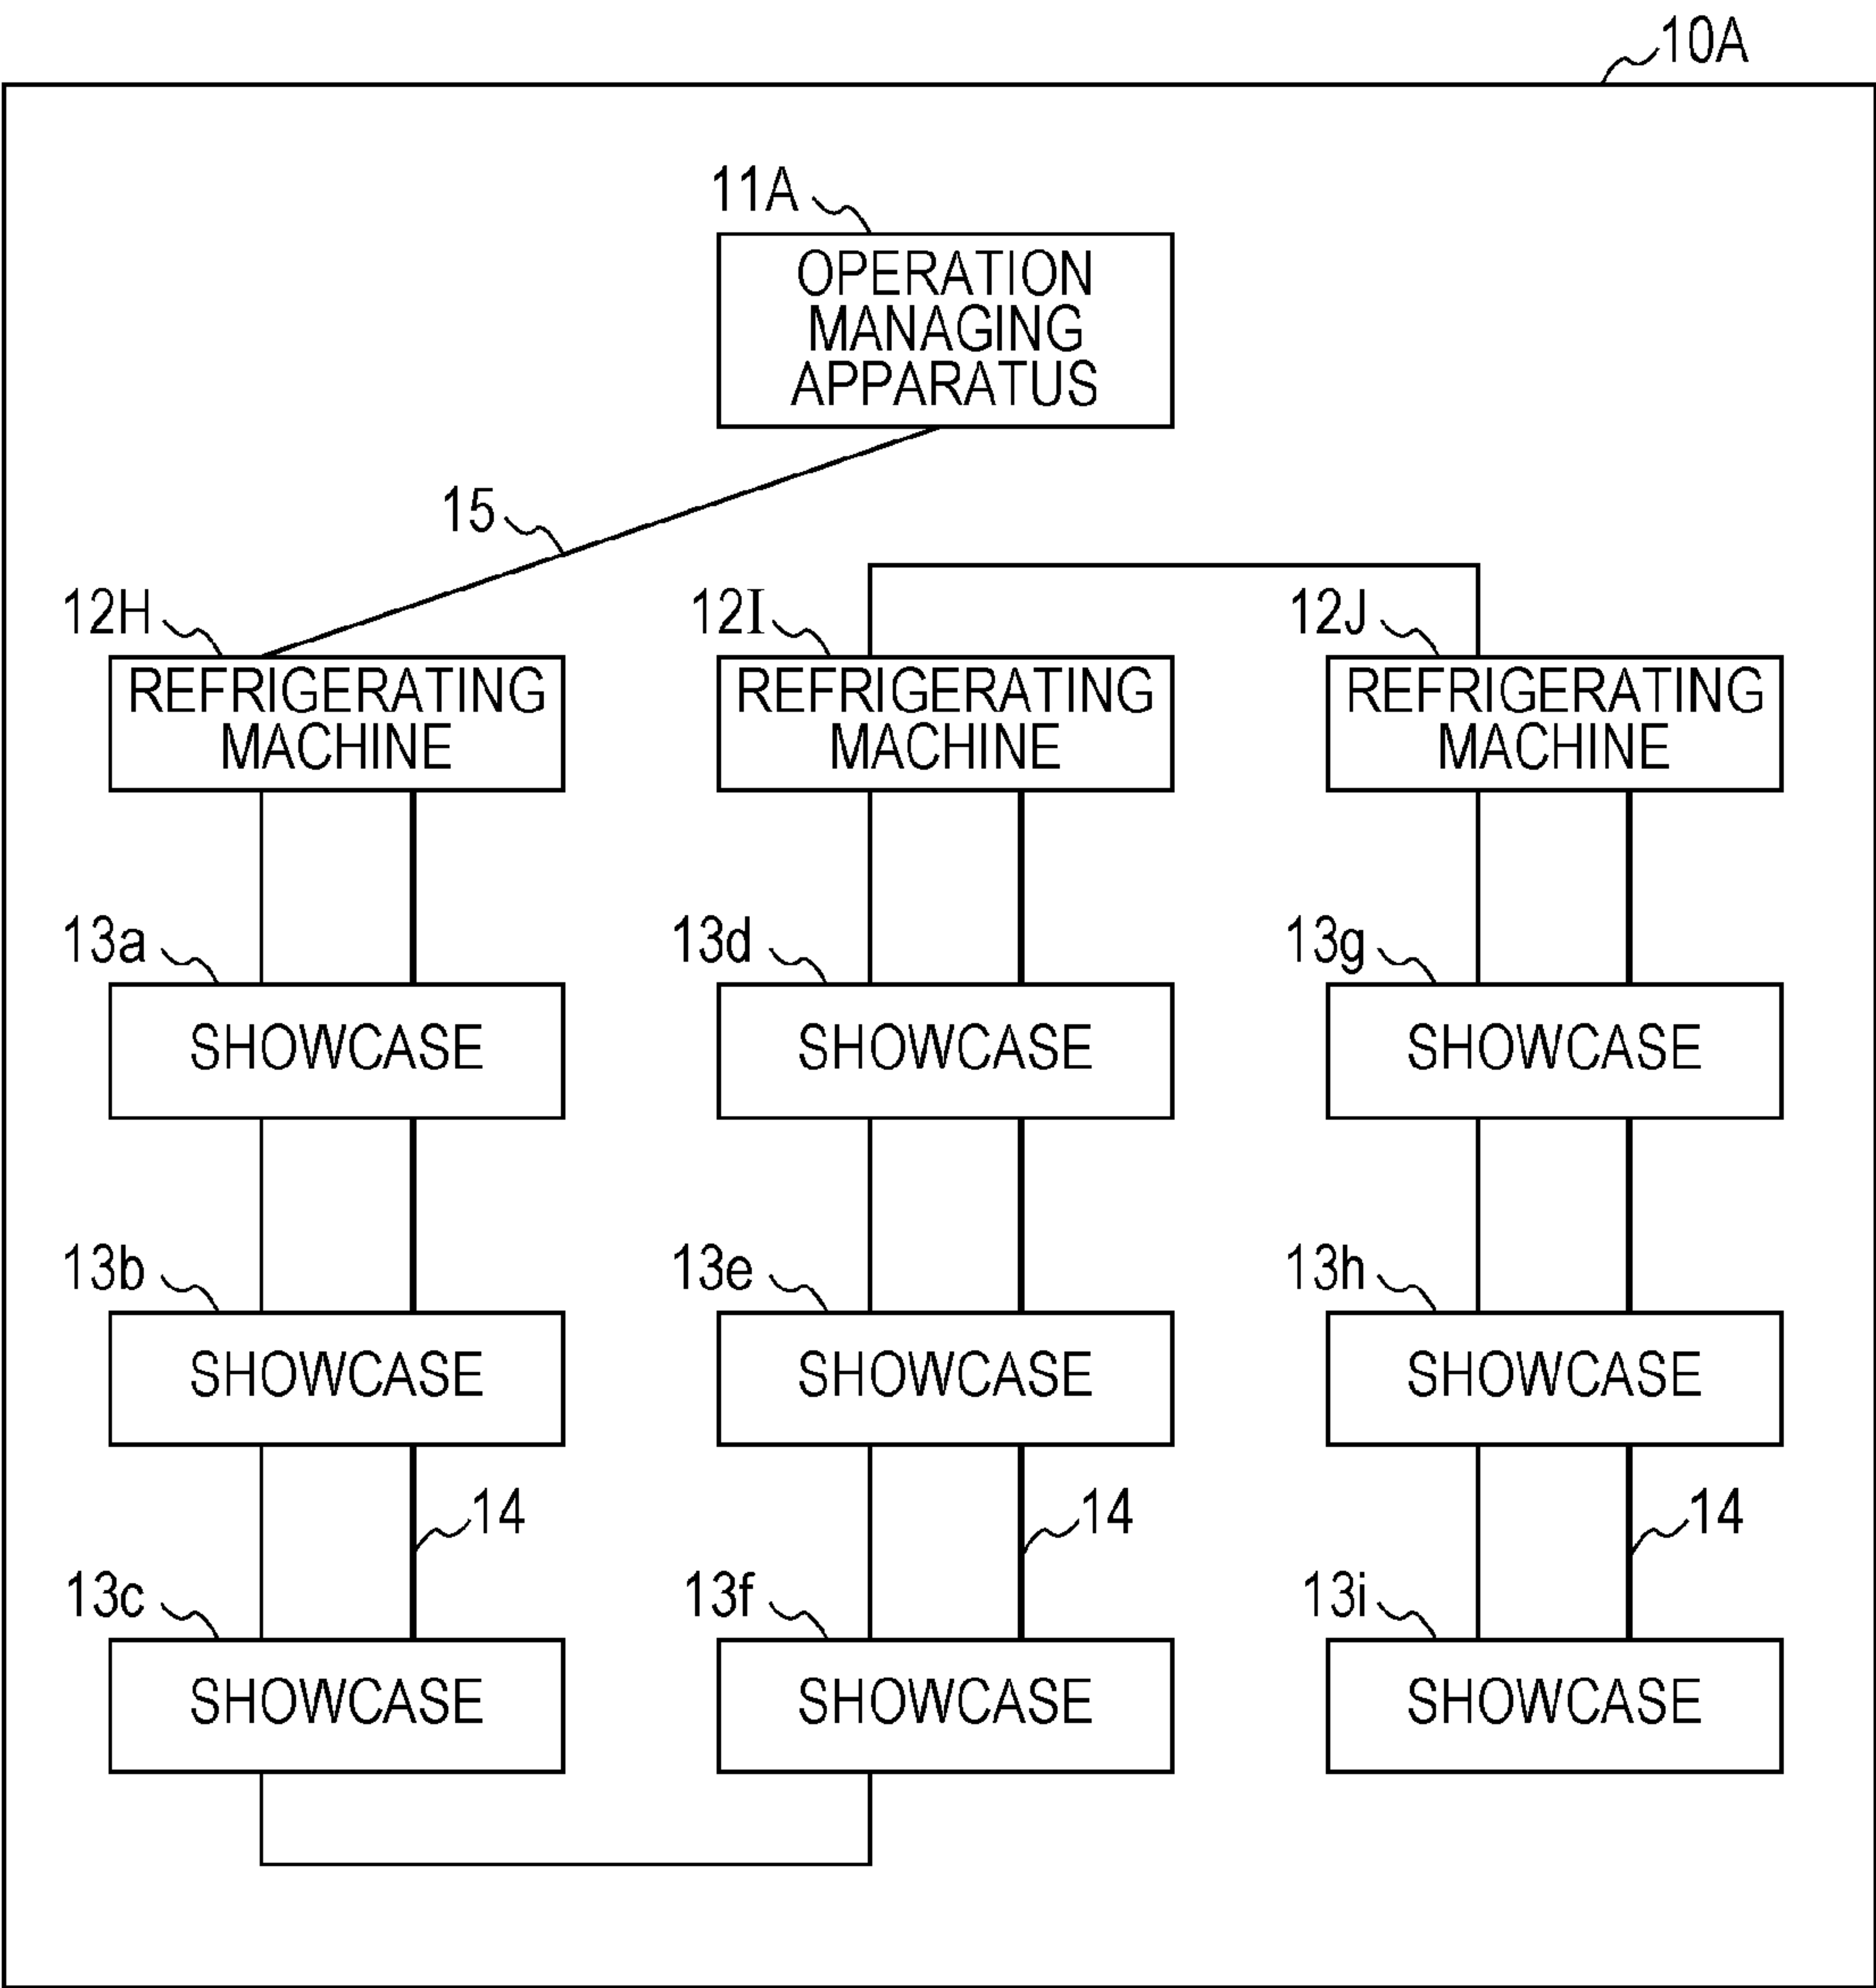 10A
11A
OPERATION
MANAGING
APPARATUS
15
12H
12I
12J
REFRIGERATING
MACHINE
REFRIGERATING
MACHINE
REFRIGERATING
MACHINE
13a
13d
13g
SHOWCASE
SHOWCASE
SHOWCASE
13b
13e
13h
SHOWCASE
SHOWCASE
SHOWCASE
14
14
14
13c
13f
13i
SHOWCASE
SHOWCASE
SHOWCASE